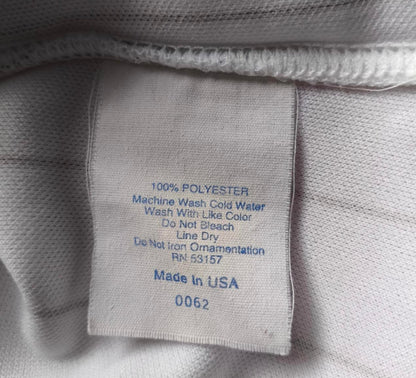 100% POLYESTER
Machine Wash Cold Water
Wash With Like Color
Do Not Bleach
Line Dry
Do Not Iron Ornamentation
RN 53157
Made In USA
0062